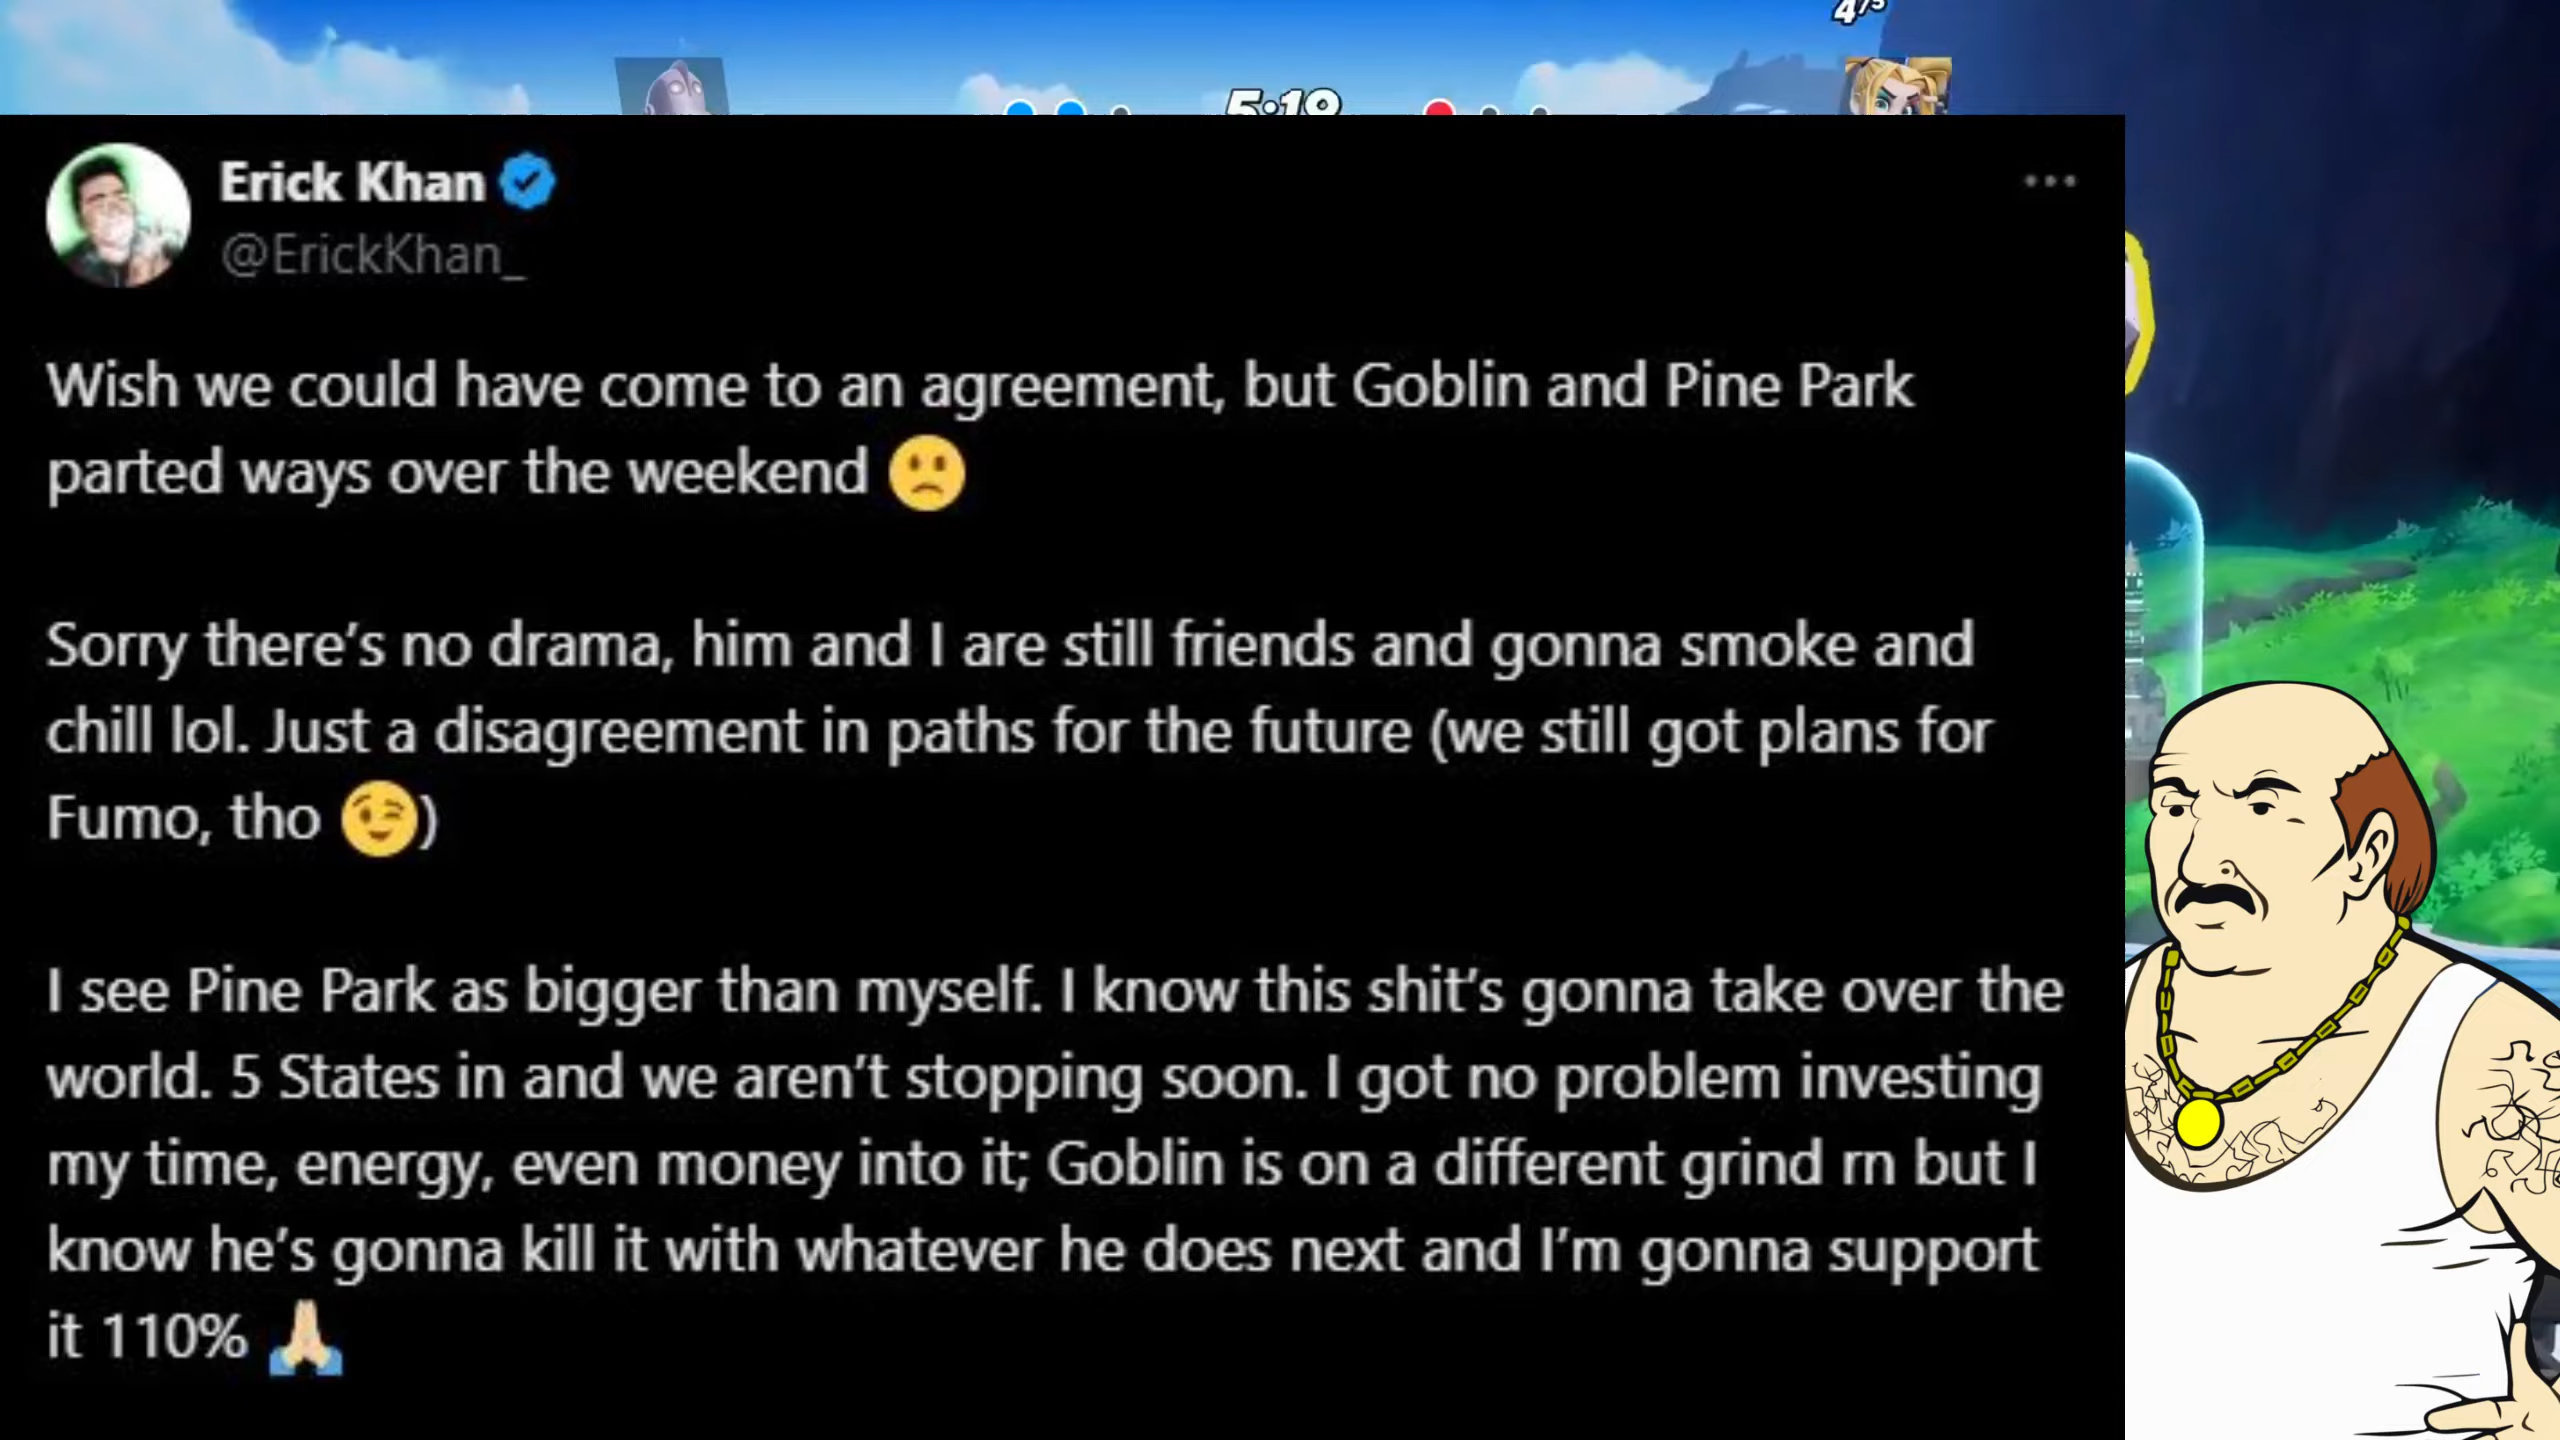 4/5
5:19
Erick Khan
@ErickKhan_
Wish we could have come to an agreement, but Goblin and Pine Park
parted ways over the weekend 🙁
Sorry there's no drama, him and I are still friends and gonna smoke and
chill lol. Just a disagreement in paths for the future (we still got plans for
Fumo, tho 😉)
I see Pine Park as bigger than myself. I know this shit's gonna take over the
world. 5 States in and we aren't stopping soon. I got no problem investing
my time, energy, even money into it; Goblin is on a different grind rn but I
know he's gonna kill it with whatever he does next and I'm gonna support
it 110% 🙏🏻